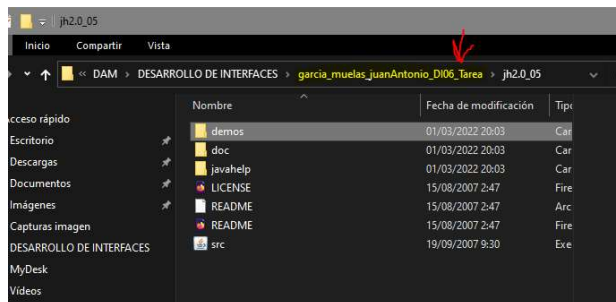 jh2.0_05
Inicio Compartir Vista
« DAM › DESARROLLO DE INTERFACES › garcia_muelas_juanAntonio_DI06_Tarea › jh2.0_05
Nombre Fecha de modificación Tipo
Acceso rápido
demos 01/03/2022 20:03 Car
Escritorio
doc 01/03/2022 20:03 Car
Descargas
javahelp 01/03/2022 20:03 Car
Documentos
LICENSE 15/08/2007 2:47 Fire
Imágenes
README 15/08/2007 2:47 Arc
Capturas imagen
README 15/08/2007 2:47 Fire
DESARROLLO DE INTERFACES
src 19/09/2007 9:30 Exe
MyDesk
Vídeos